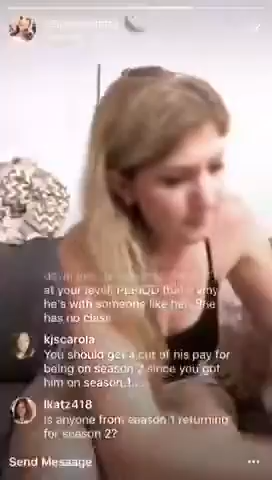 at your level, PERIOD that's why
he's with someone like her. She
has no class
kjscarola
You should get a cut of his pay for
being on season 2 since you got
him on season 1...
lkatz418
Is anyone from season 1 returning
for season 2?
Send Message